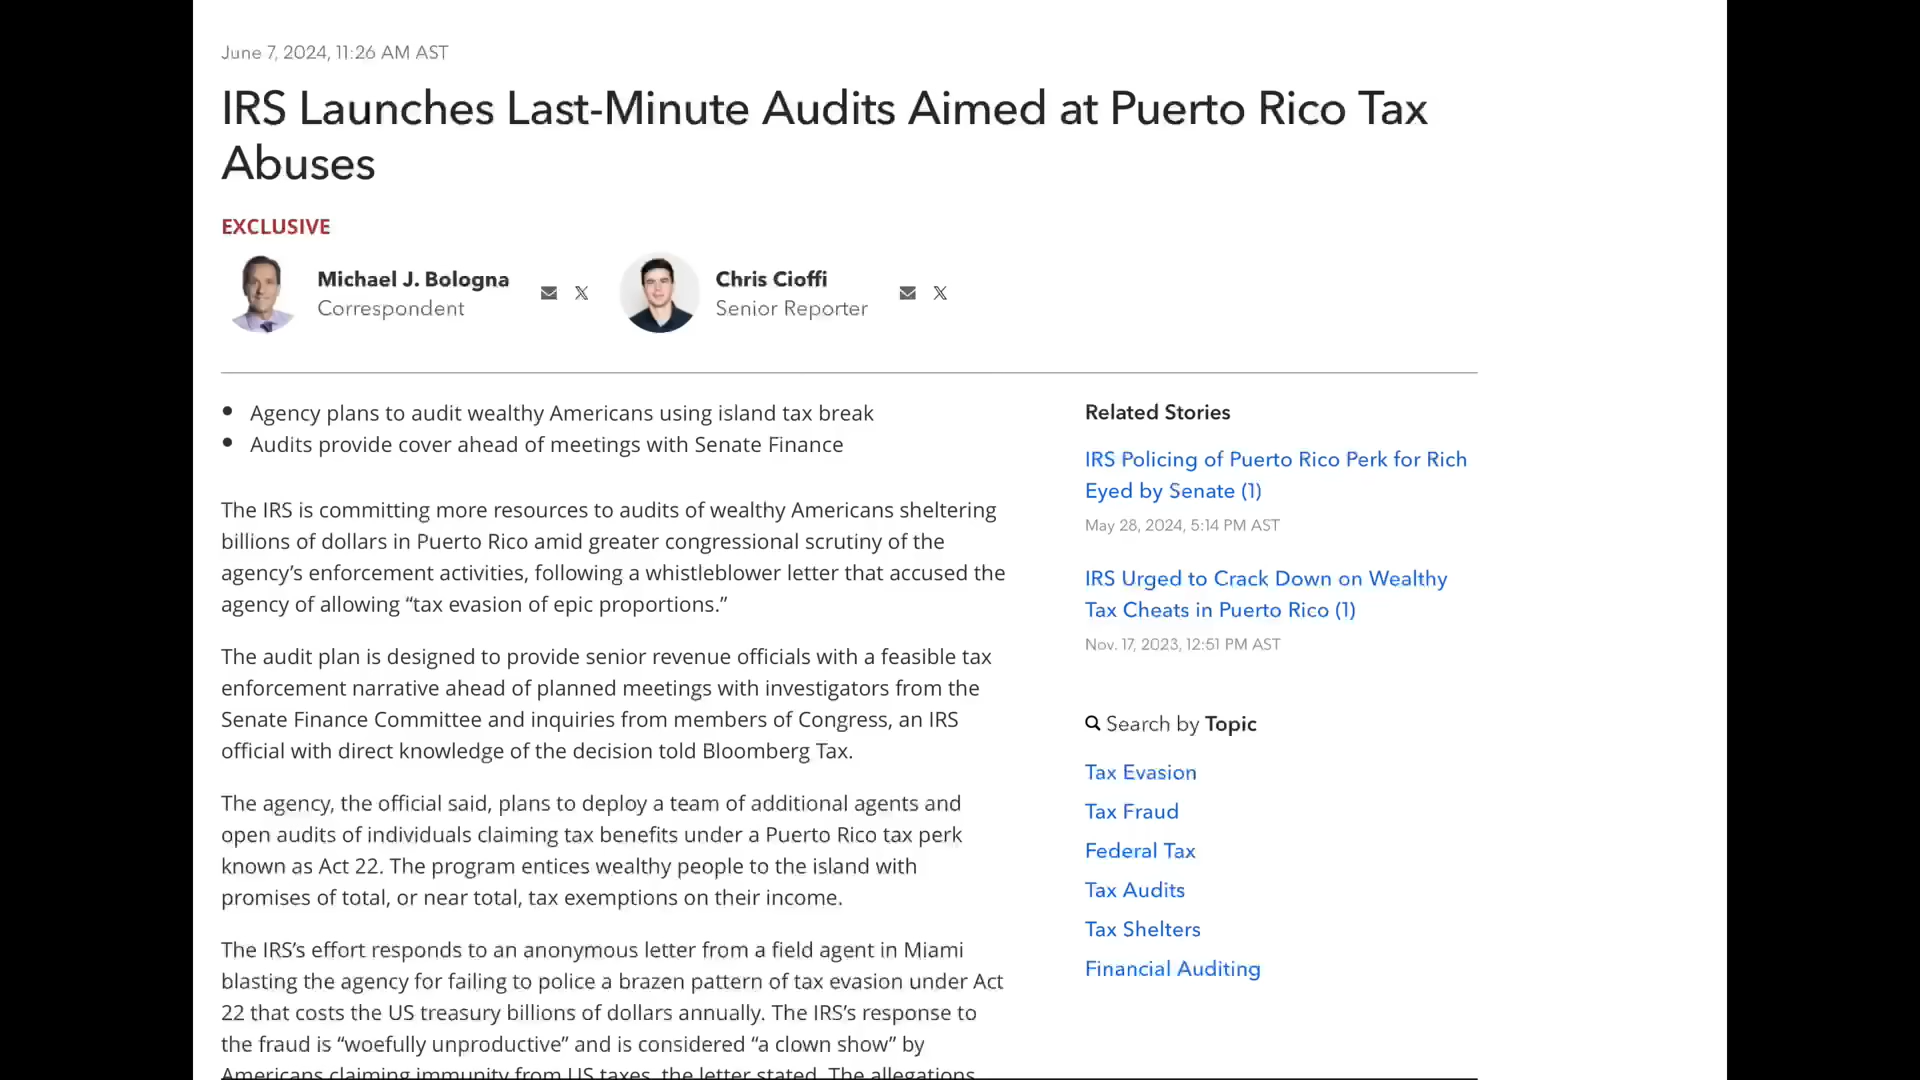 June 7, 2024, 11:26 AM AST
IRS Launches Last-Minute Audits Aimed at Puerto Rico Tax
Abuses
EXCLUSIVE
Michael J. Bologna
Correspondent
Chris Cioffi
Senior Reporter
• Agency plans to audit wealthy Americans using island tax break
• Audits provide cover ahead of meetings with Senate Finance
The IRS is committing more resources to audits of wealthy Americans sheltering
billions of dollars in Puerto Rico amid greater congressional scrutiny of the
agency’s enforcement activities, following a whistleblower letter that accused the
agency of allowing “tax evasion of epic proportions.”
The audit plan is designed to provide senior revenue officials with a feasible tax
enforcement narrative ahead of planned meetings with investigators from the
Senate Finance Committee and inquiries from members of Congress, an IRS
official with direct knowledge of the decision told Bloomberg Tax.
The agency, the official said, plans to deploy a team of additional agents and
open audits of individuals claiming tax benefits under a Puerto Rico tax perk
known as Act 22. The program entices wealthy people to the island with
promises of total, or near total, tax exemptions on their income.
The IRS’s effort responds to an anonymous letter from a field agent in Miami
blasting the agency for failing to police a brazen pattern of tax evasion under Act
22 that costs the US treasury billions of dollars annually. The IRS’s response to
the fraud is “woefully unproductive” and is considered “a clown show” by
Americans claiming immunity from US taxes, the letter stated. The allegations
Related Stories
IRS Policing of Puerto Rico Perk for Rich
Eyed by Senate (1)
May 28, 2024, 5:14 PM AST
IRS Urged to Crack Down on Wealthy
Tax Cheats in Puerto Rico (1)
Nov. 17, 2023, 12:51 PM AST
Search by Topic
Tax Evasion
Tax Fraud
Federal Tax
Tax Audits
Tax Shelters
Financial Auditing